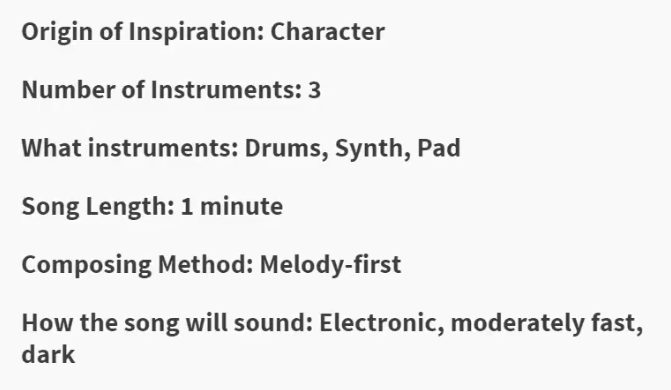 Origin of Inspiration: Character
Number of Instruments: 3
What instruments: Drums, Synth, Pad
Song Length: 1 minute
Composing Method: Melody-first
How the song will sound: Electronic, moderately fast,
dark